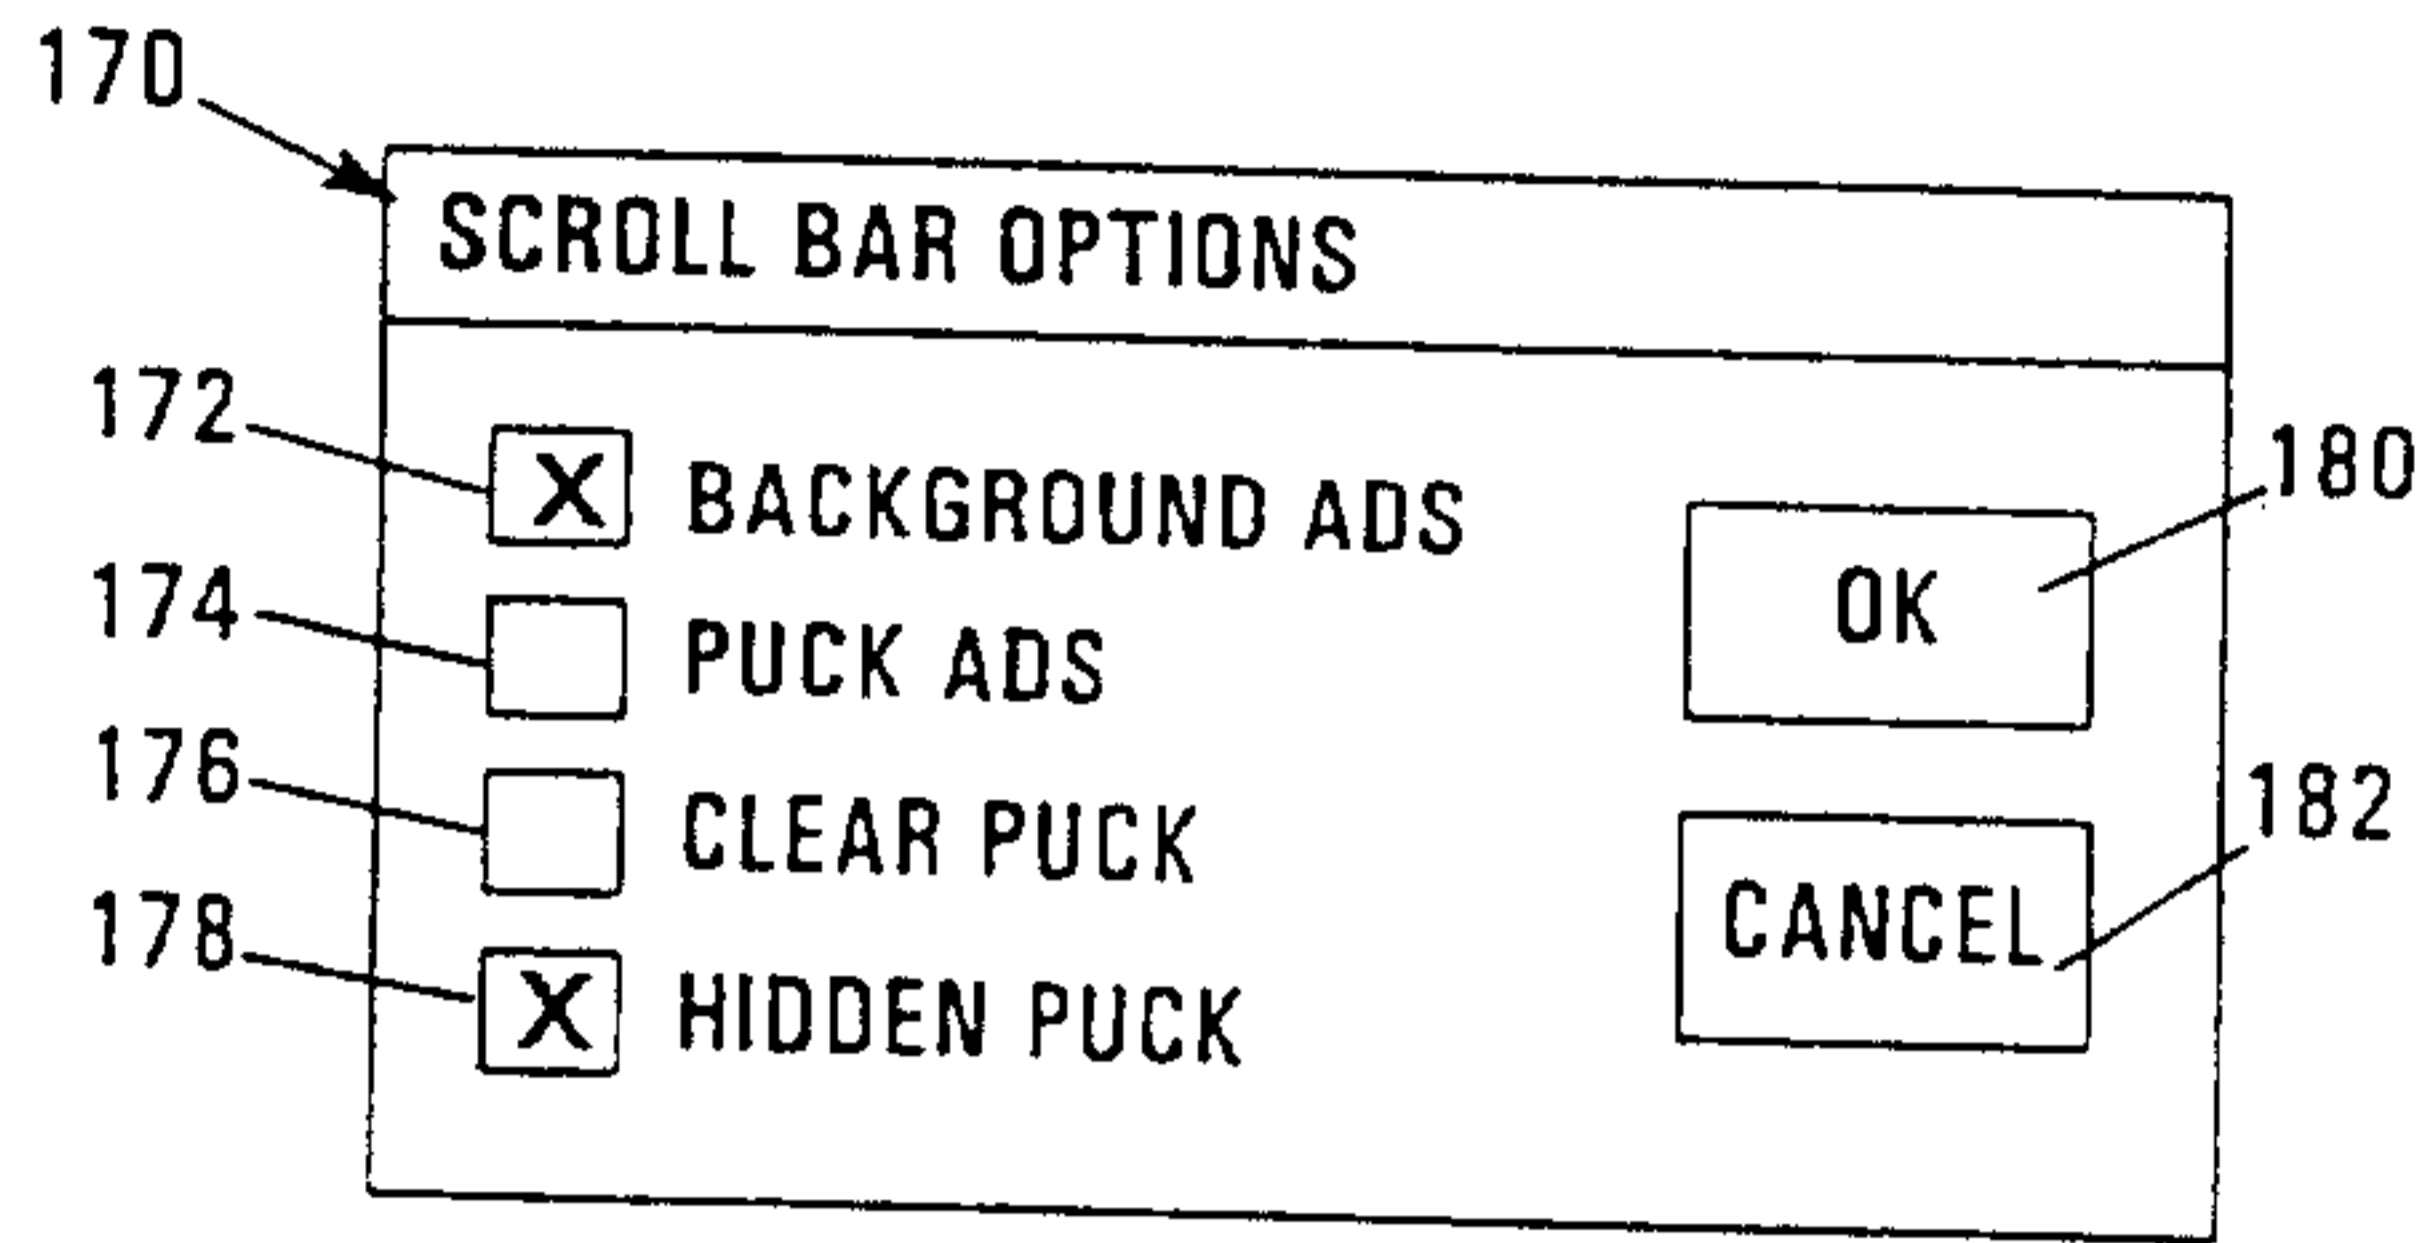 170
SCROLL BAR OPTIONS
172
X BACKGROUND ADS
180
OK
174
PUCK ADS
176
CLEAR PUCK
182
CANCEL
178
X HIDDEN PUCK